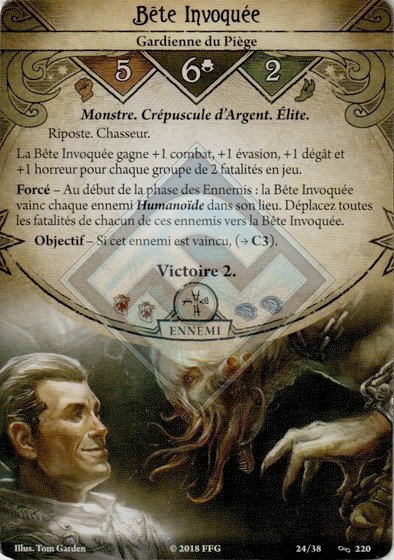 Bête Invoquée
Gardienne du Piège
5 6 2
Monstre. Crépuscule d'Argent. Élite.
Riposte. Chasseur.
La Bête Invoquée gagne +1 combat, +1 évasion, +1 dégât et
+1 horreur pour chaque groupe de 2 fatalités en jeu.
Forcé – Au début de la phase des Ennemis : la Bête Invoquée
vainc chaque ennemi Humanoïde dans son lieu. Déplacez toutes
les fatalités de chacun de ces ennemis vers la Bête Invoquée.
Objectif – Si cet ennemi est vaincu, (→ C3).
Victoire 2.
ENNEMI
Illus. Tom Garden © 2018 FFG 24/38 220